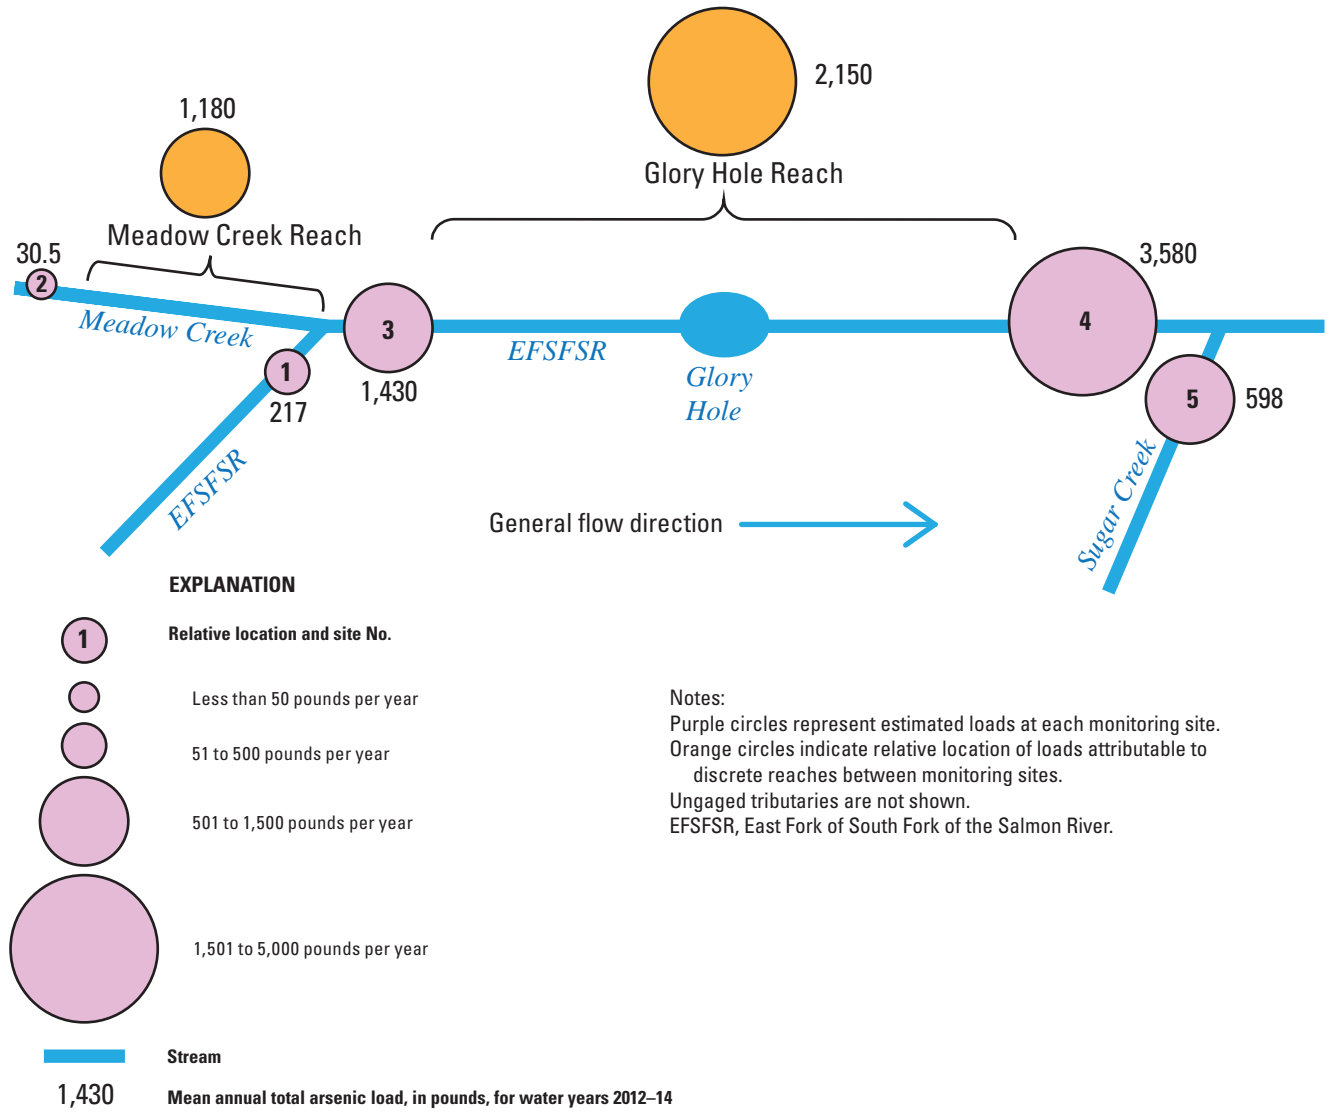 2,150
1,180
Glory Hole Reach
Meadow Creek Reach
30.5
2
3,580
Meadow Creek
3
4
EFSFSR
1
1,430
217
Glory
Hole
5
598
EFSFSR
Sugar Creek
General flow direction
EXPLANATION
1
Relative location and site No.
Less than 50 pounds per year
51 to 500 pounds per year
501 to 1,500 pounds per year
1,501 to 5,000 pounds per year
Notes:
Purple circles represent estimated loads at each monitoring site.
Orange circles indicate relative location of loads attributable to
discrete reaches between monitoring sites.
Ungaged tributaries are not shown.
EFSFSR, East Fork of South Fork of the Salmon River.
Stream
1,430
Mean annual total arsenic load, in pounds, for water years 2012–14